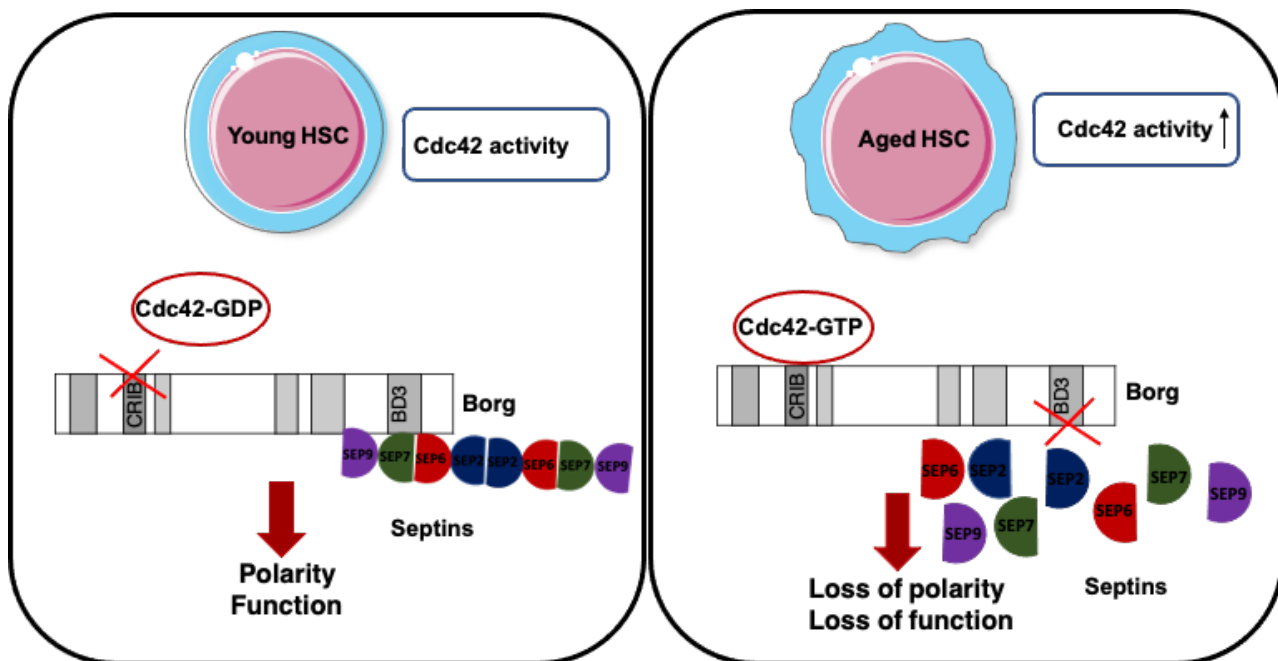 Young HSC
Cdc42 activity
Cdc42-GDP
CRIB
BD3
Borg
SEP9 SEP7 SEP6 SEP2 SEP2 SEP6 SEP7 SEP9
Septins
Polarity
Function
Aged HSC
Cdc42 activity
Cdc42-GTP
CRIB
BD3
Borg
SEP6 SEP2 SEP2 SEP7
SEP9 SEP7 SEP6 SEP9
Septins
Loss of polarity
Loss of function